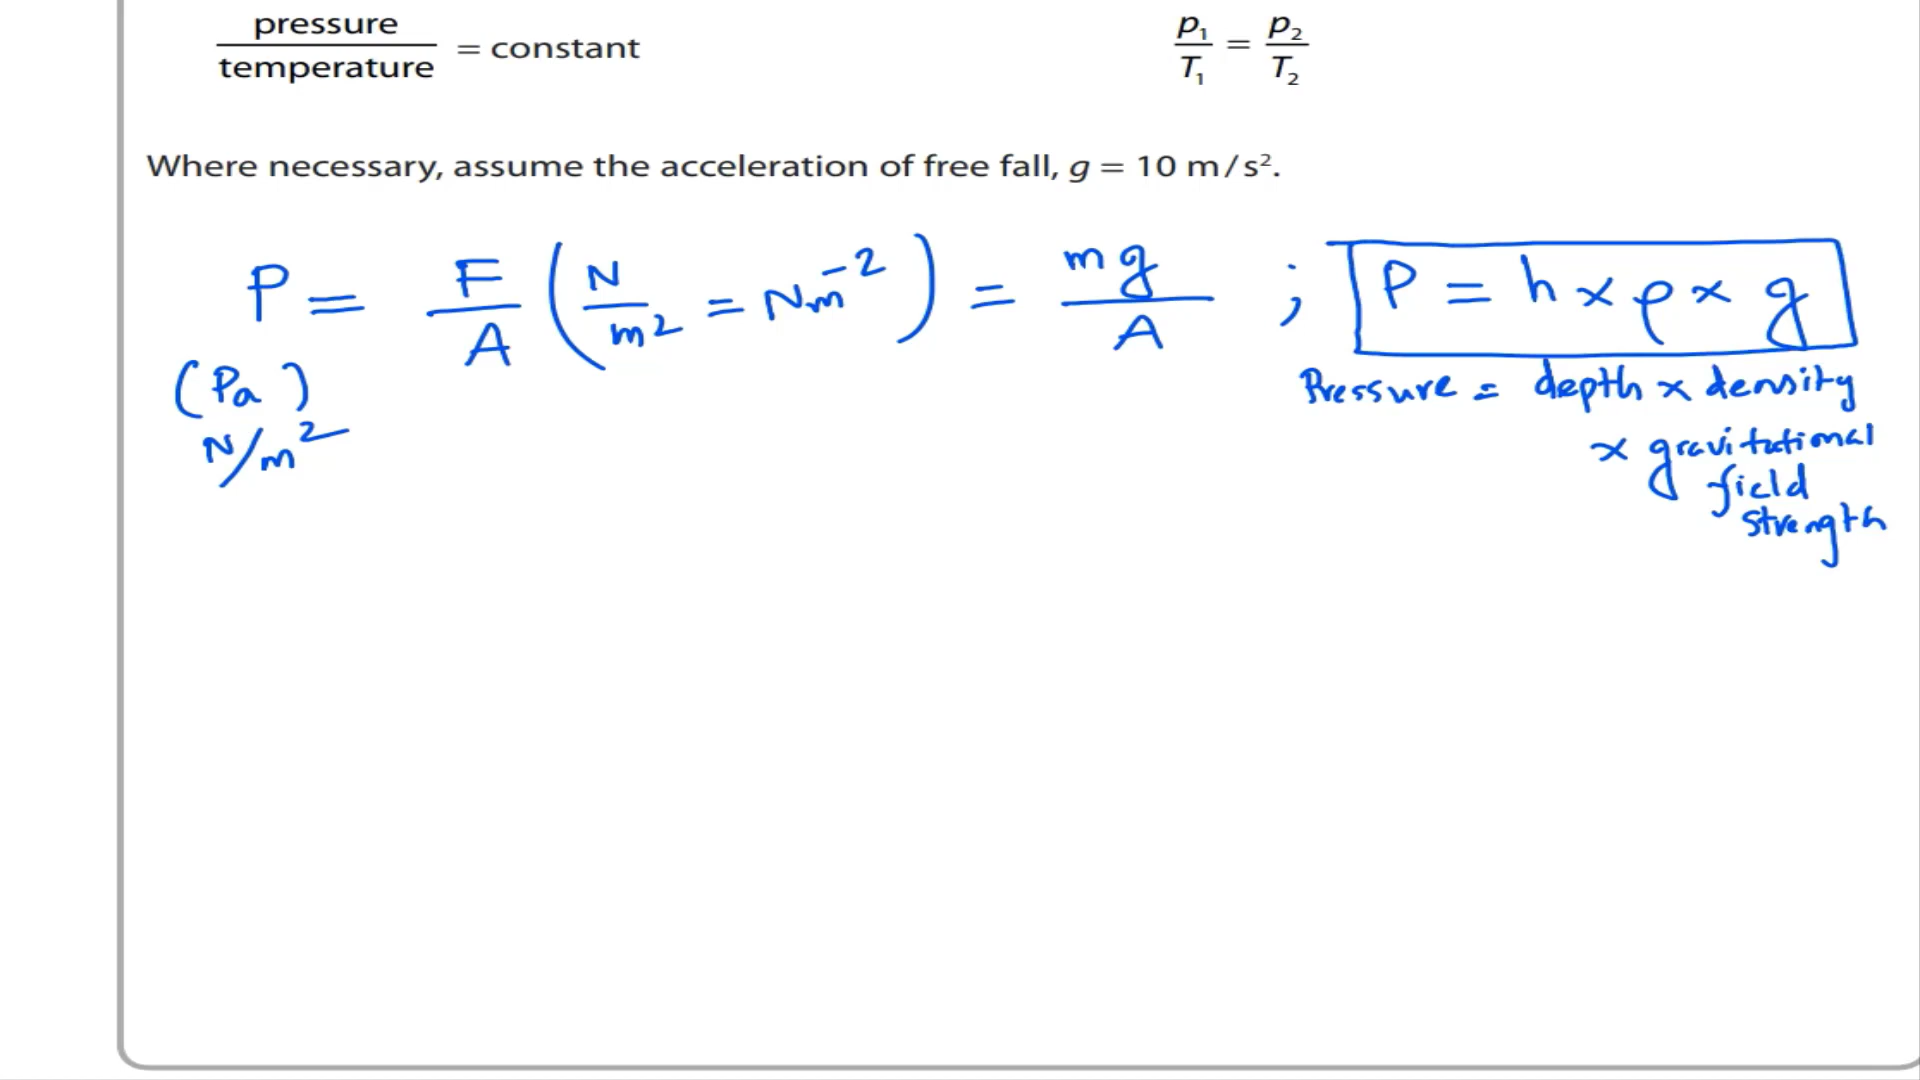 pressure / temperature = constant
p₁/T₁ = p₂/T₂
Where necessary, assume the acceleration of free fall, g = 10 m/s².
P = F/A (N/m² = Nm⁻²) = mg/A ; P = h × ρ × g
(Pa)
N/m²
Pressure = depth × density
× gravitational
field
strength